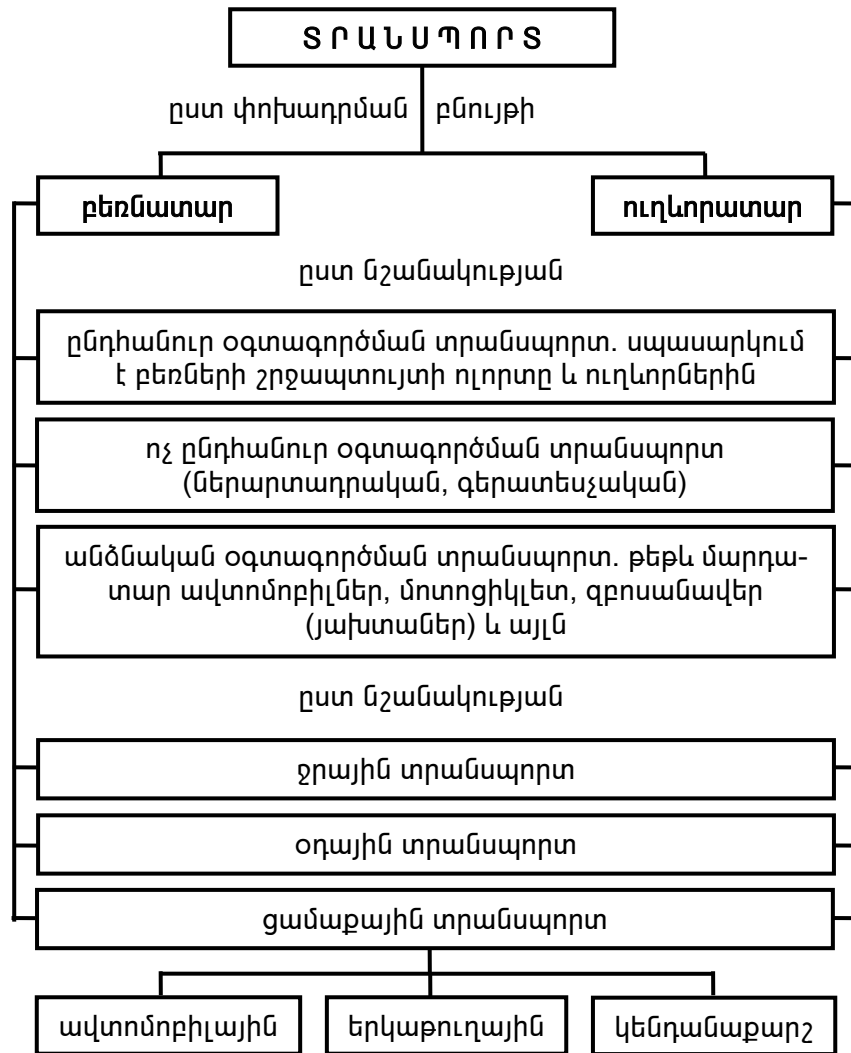 ՏՐԱՆՍՊՈՐՏ
ըստ փոխադրման բնույթի
բեռնատար
ուղևորատար
ըստ նշանակության
ընդհանուր օգտագործման տրանսպորտ. սպասարկում
է բեռների շրջապտույտի ոլորտը և ուղևորներին
ոչ ընդհանուր օգտագործման տրանսպորտ
(ներարտադրական, գերատեսչական)
անձնական օգտագործման տրանսպորտ. թեթև մարդա-
տար ավտոմոբիլներ, մոտոցիկլետ, զբոսանավեր
(յախտաներ) և այլն
ըստ նշանակության
ջրային տրանսպորտ
օդային տրանսպորտ
ցամաքային տրանսպորտ
ավտոմոբիլային
երկաթուղային
կենդանաքարշ